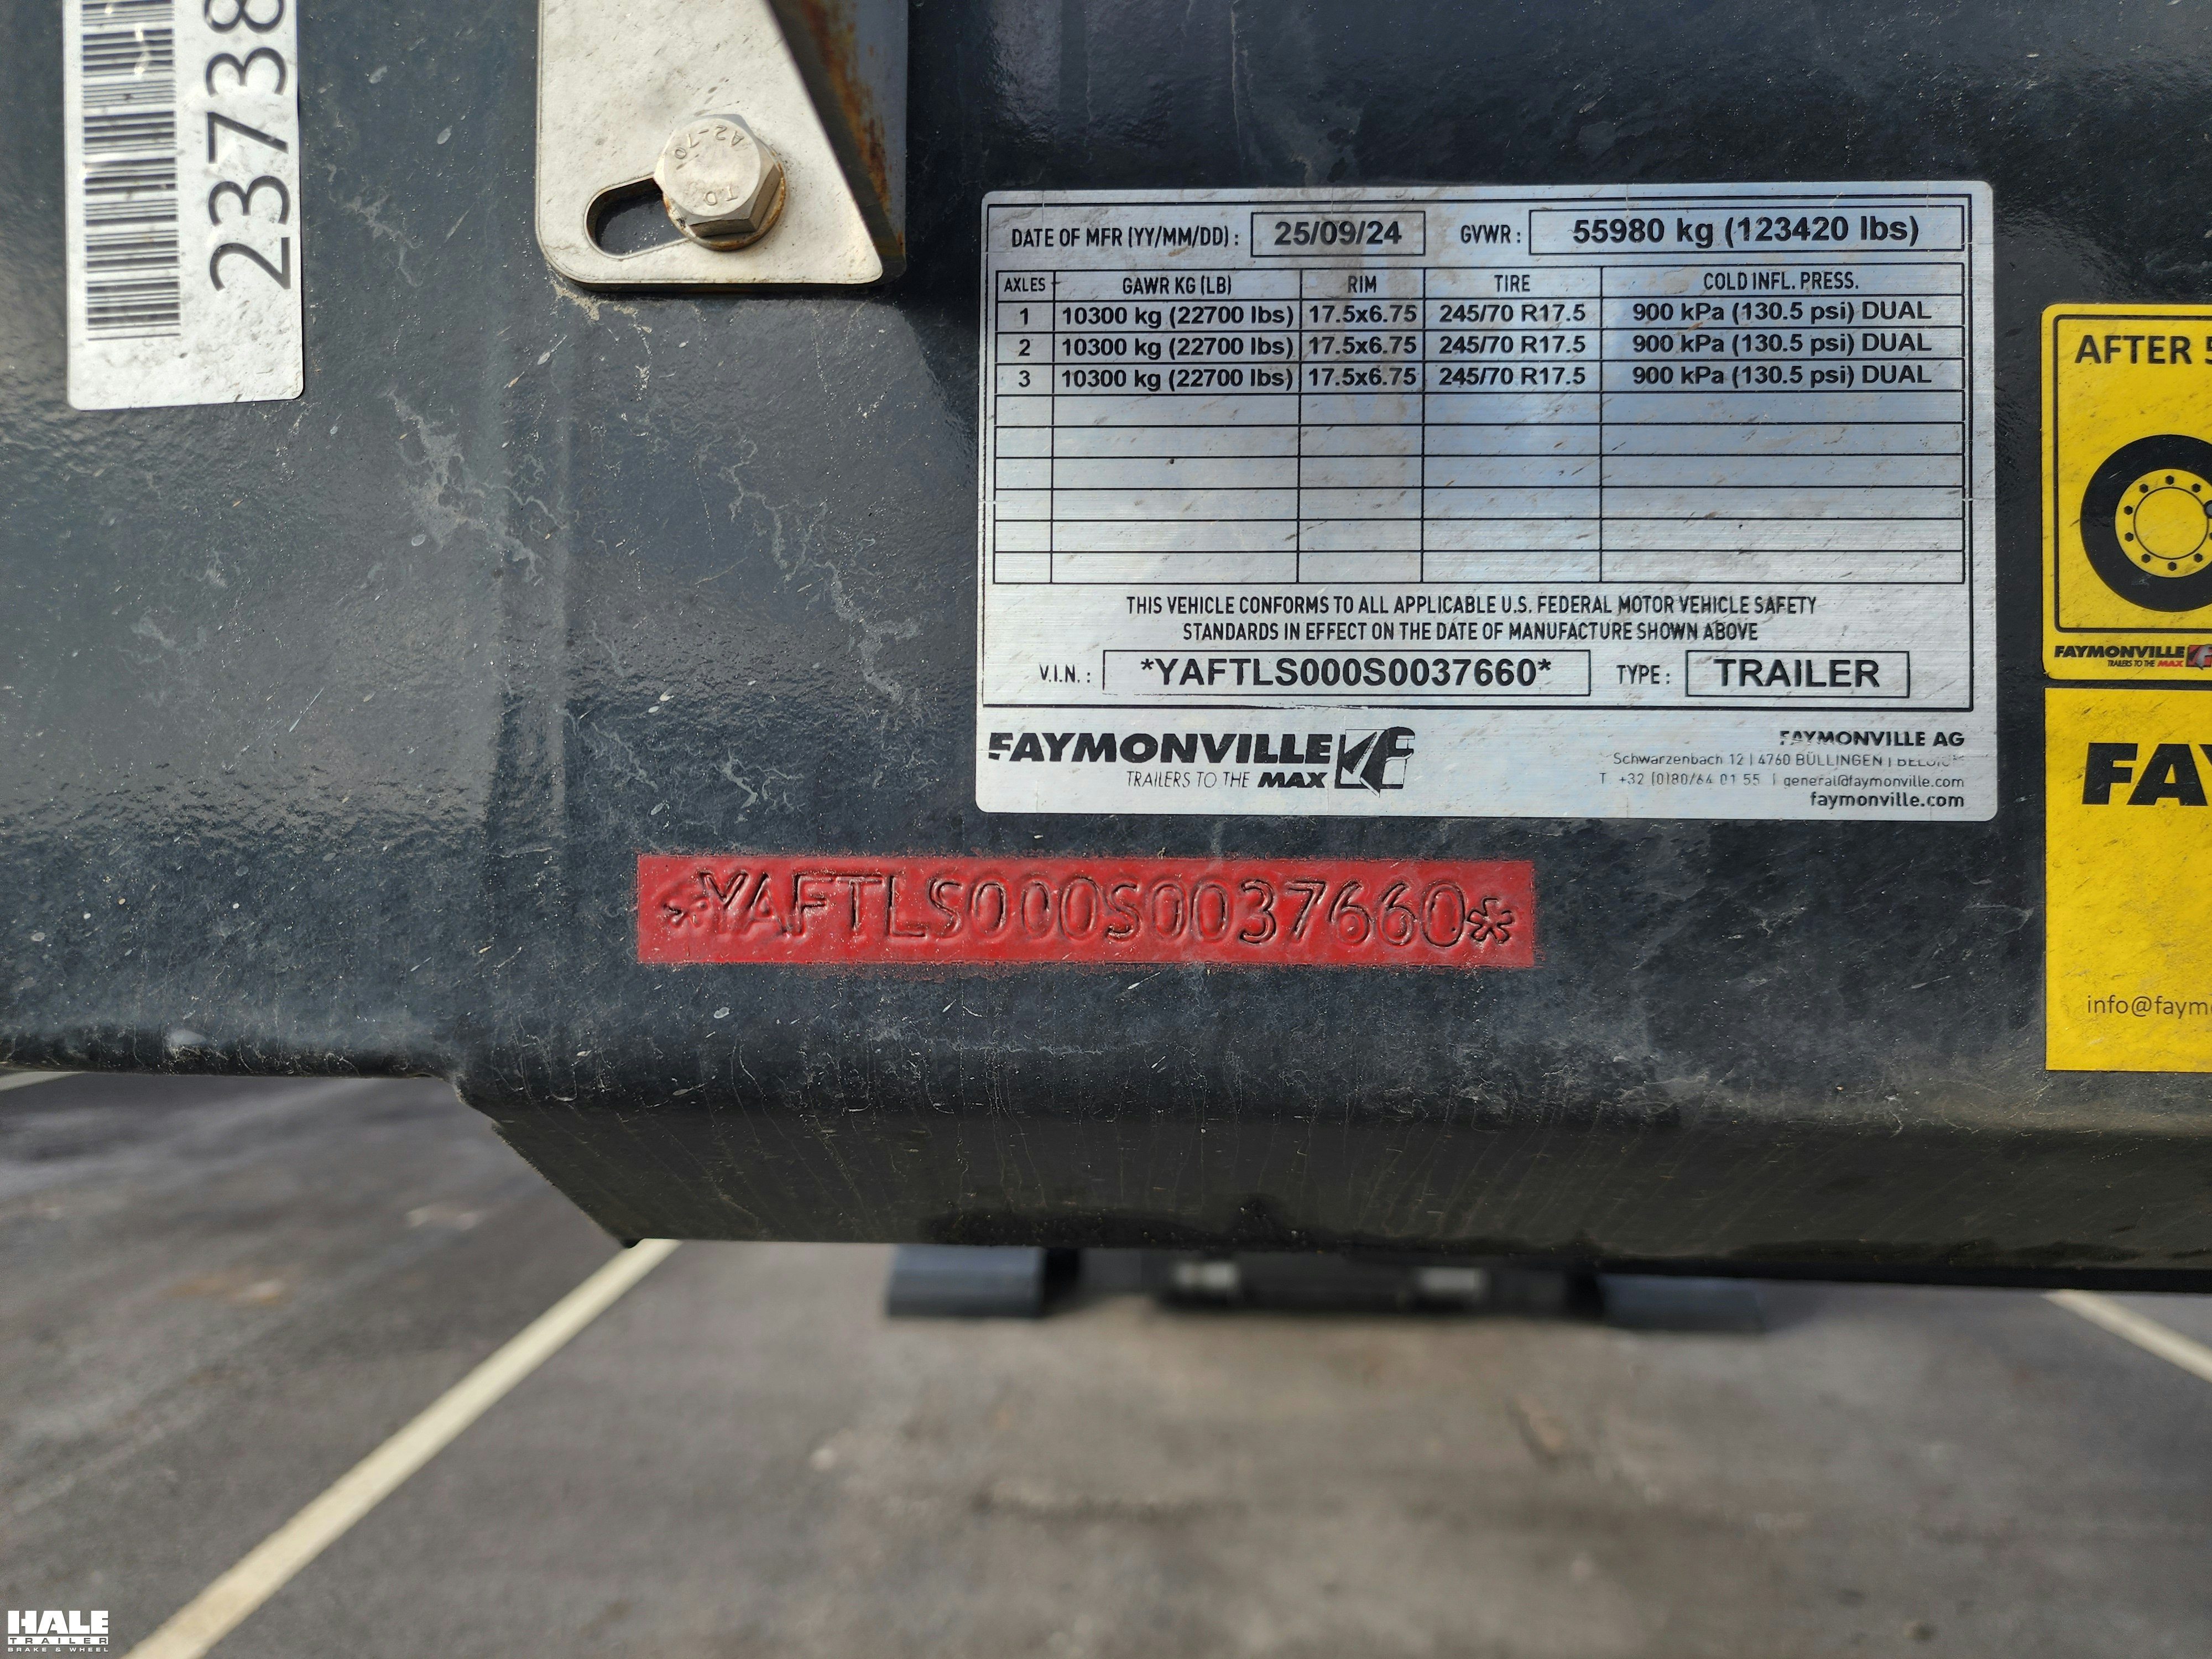 23738
A2-70
DATE OF MFR (YY/MM/DD) : 25/09/24 GVWR : 55980 kg (123420 lbs)
AXLES GAWR KG (LB) RIM TIRE COLD INFL. PRESS.
1 10300 kg (22700 lbs) 17.5x6.75 245/70 R17.5 900 kPa (130.5 psi) DUAL
2 10300 kg (22700 lbs) 17.5x6.75 245/70 R17.5 900 kPa (130.5 psi) DUAL
3 10300 kg (22700 lbs) 17.5x6.75 245/70 R17.5 900 kPa (130.5 psi) DUAL
THIS VEHICLE CONFORMS TO ALL APPLICABLE U.S. FEDERAL MOTOR VEHICLE SAFETY
STANDARDS IN EFFECT ON THE DATE OF MANUFACTURE SHOWN ABOVE
V.I.N. : *YAFTLS000S0037660* TYPE : TRAILER
FAYMONVILLE
TRAILERS TO THE MAX
FAYMONVILLE AG
Schwarzenbach 12 | 4760 BÜLLINGEN | BELGIUM
T +32 (0)80/64 01 55 | general@faymonville.com
faymonville.com
*YAFTLS000S0037660*
AFTER 5
FAYMONVILLE
TRAILERS TO THE MAX
FAY
info@faym
HALE
TRAILER
BRAKE & WHEEL